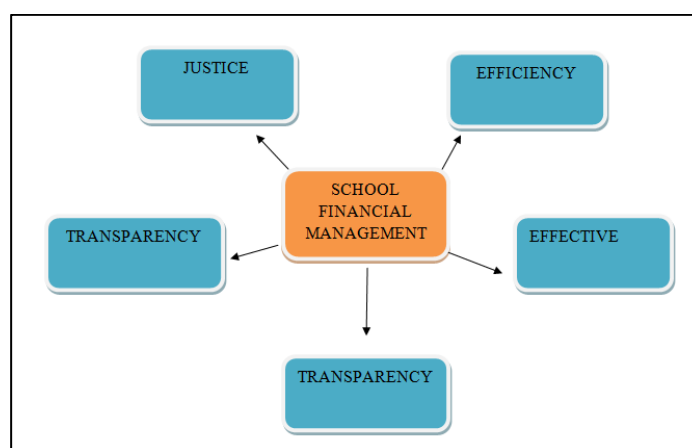 JUSTICE
EFFICIENCY
SCHOOL
FINANCIAL
MANAGEMENT
TRANSPARENCY
EFFECTIVE
TRANSPARENCY